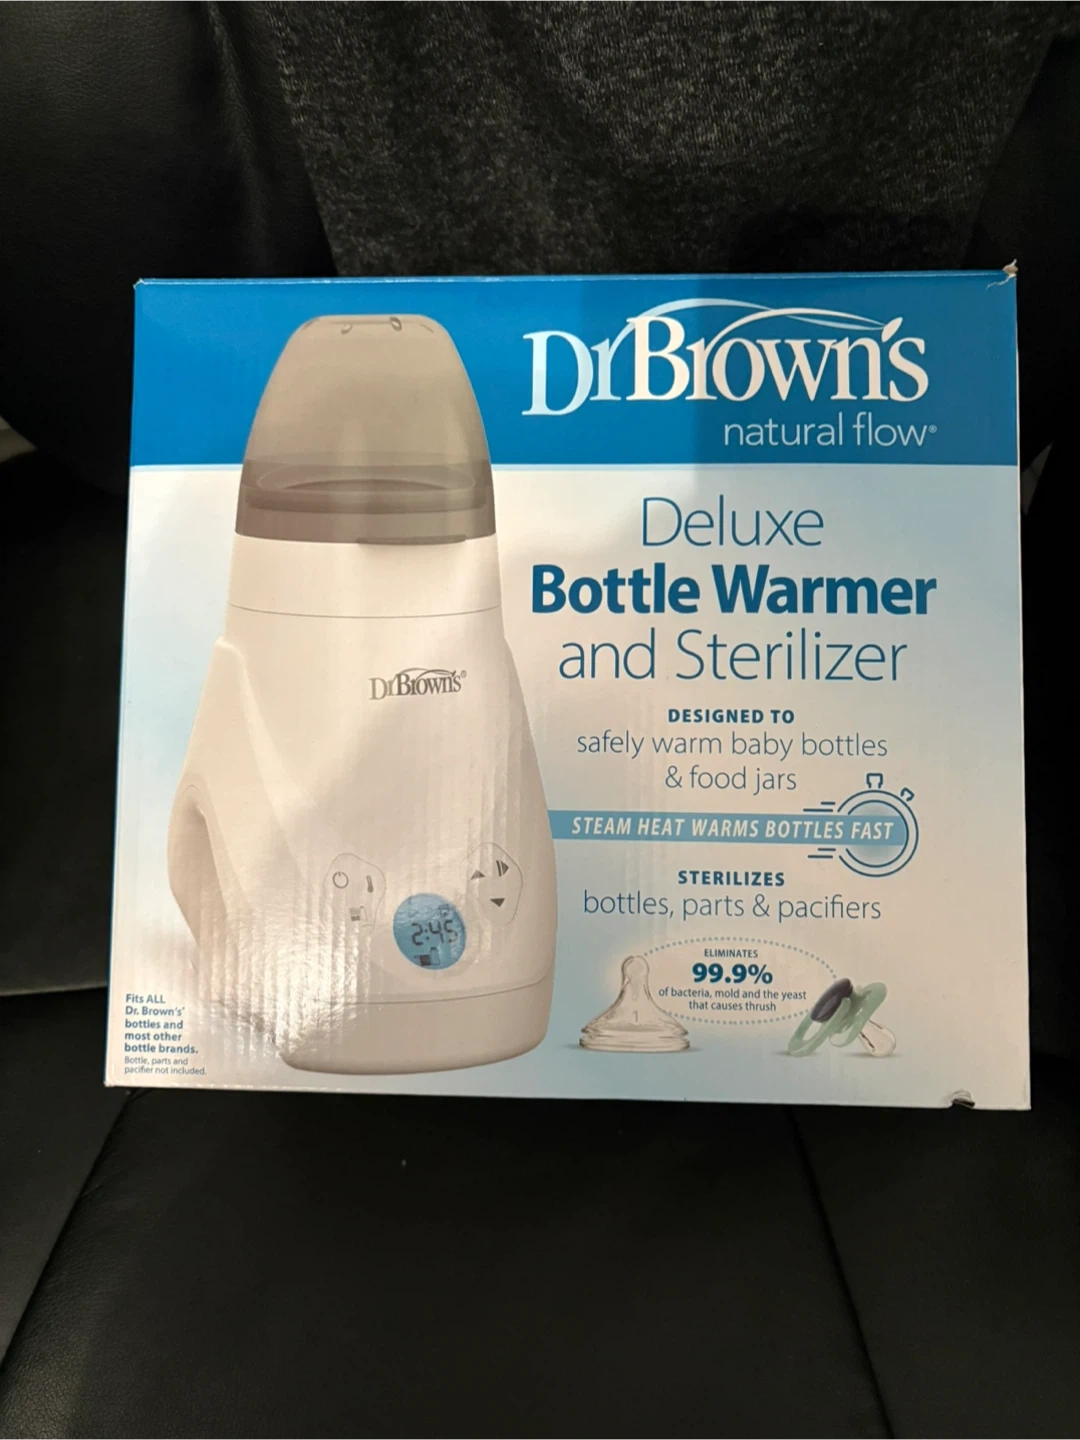 DrBrown's
natural flow®
Deluxe
Bottle Warmer
and Sterilizer
DESIGNED TO
safely warm baby bottles
& food jars
STEAM HEAT WARMS BOTTLES FAST
STERILIZES
bottles, parts & pacifiers
ELIMINATES
99.9%
of bacteria, mold and the yeast
that causes thrush
1
DrBrown's®
2:45
Fits ALL
Dr. Brown's®
bottles and
most other
bottle brands.
Bottle, parts and
pacifier not included.